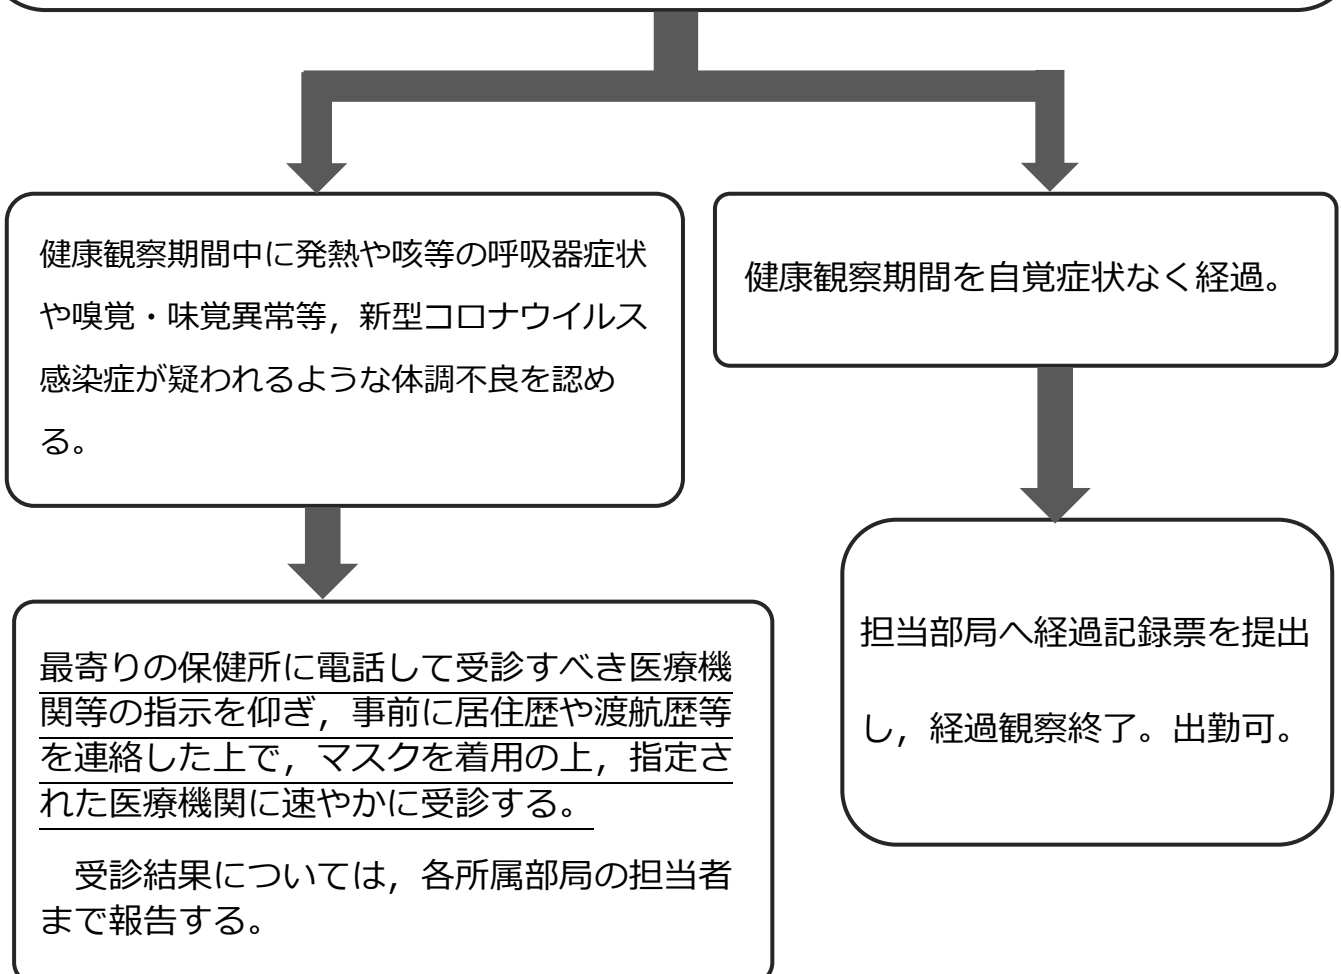 健康観察期間中に発熱や咳等の呼吸器症状
や嗅覚・味覚異常等，新型コロナウイルス
感染症が疑われるような体調不良を認め
る。
健康観察期間を自覚症状なく経過。
最寄りの保健所に電話して受診すべき医療機
関等の指示を仰ぎ，事前に居住歴や渡航歴等
を連絡した上で，マスクを着用の上，指定さ
れた医療機関に速やかに受診する。
　受診結果については，各所属部局の担当者
まで報告する。
担当部局へ経過記録票を提出
し，経過観察終了。出勤可。